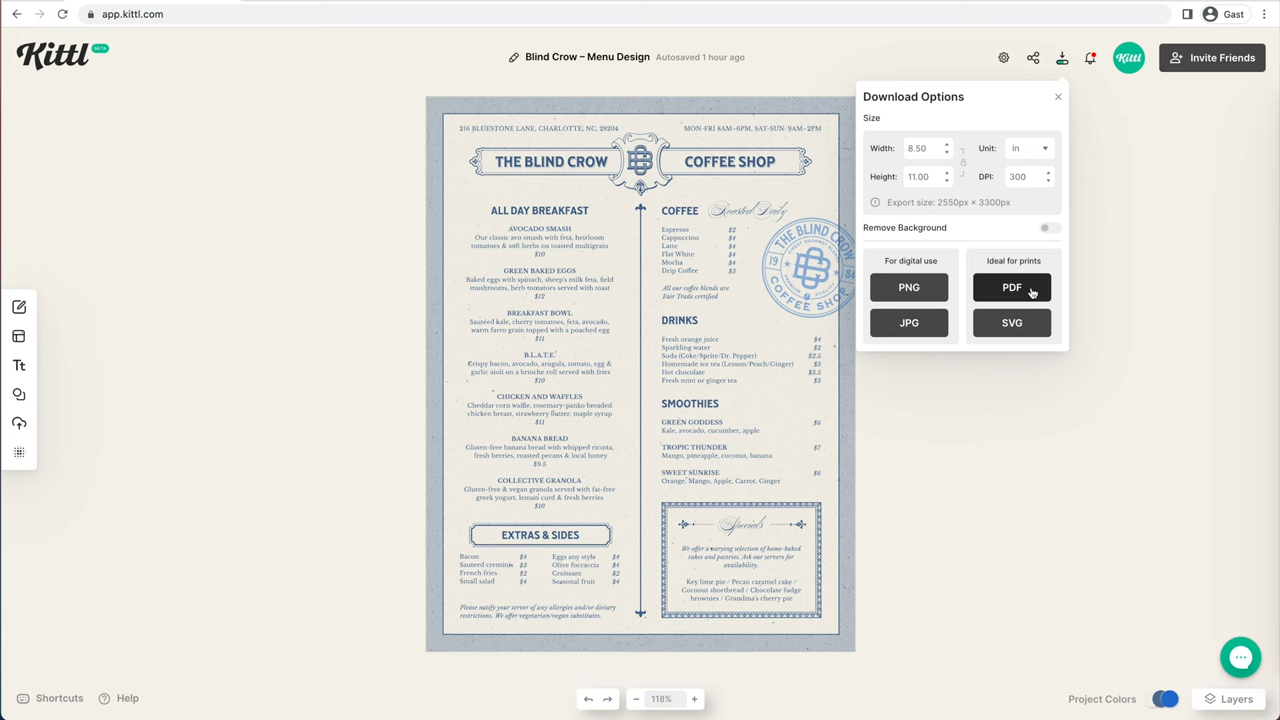 app.kittl.com
Gast
Kittl BETA
Blind Crow – Menu Design Autosaved 1 hour ago
Kittl
Invite Friends
Download Options
Size
Width: 8.50 Unit: in
Height: 11.00 DPI: 300
Export size: 2550px × 3300px
Remove Background
For digital use
Ideal for prints
PNG
PDF
JPG
SVG
216 BLUESTONE LANE, CHARLOTTE, NC, 28204
MON-FRI 8AM–6PM, SAT-SUN: 9AM–2PM
THE BLIND CROW
COFFEE SHOP
ALL DAY BREAKFAST
AVOCADO SMASH
Our classic avo smash with feta, heirloom
tomatoes & soft herbs on toasted multigrain
$10
GREEN BAKED EGGS
Baked eggs with spinach, sheep's milk feta, field
mushrooms, herb tomatoes served with toast
$12
BREAKFAST BOWL
Sauteéd kale, cherry tomatoes, feta, avocado,
warm farro grain topped with a poached egg
$11
B.L.A.T.E.
Crispy bacon, avocado, arugula, tomato, egg &
garlic aioli on a brioche roll served with fries
$10
CHICKEN AND WAFFLES
Cheddar corn waffle, rosemary-panko breaded
chicken breast, strawberry butter, maple syrup
$11
BANANA BREAD
Gluten-free banana bread with whipped ricotta,
fresh berries, roasted pecans & local honey
$9.5
COLLECTIVE GRANOLA
Gluten-free & vegan granola served with fat-free
greek yogurt, lemon curd & fresh berries
$10
EXTRAS & SIDES
Bacon $4 Eggs any style $4
Sauteed creminis $3 Olive foccaccia $4
French fries $2 Croissant $2
Small salad $4 Seasonal fruit $4
Please notify your server of any allergies and/or dietary
restrictions. We offer vegetarian/vegan substitutes.
COFFEE Roasted Daily
Espresso $2
Cappuccino $4
Latte $4
Flat White $4
Mocha $4
Drip Coffee $3
All our coffee blends are
Fair Trade certified
THE BLIND CROW
19 84
COFFEE SHOP
DRINKS
Fresh orange juice $4
Sparkling water $2
Soda (Coke/Sprite/Dr. Pepper) $2.5
Homemade ice tea (Lemon/Peach/Ginger) $3
Hot chocolate $3.5
Fresh mint or ginger tea $3
SMOOTHIES
GREEN GODDESS $6
Kale, avocado, cucumber, apple
TROPIC THUNDER $7
Mango, pineapple, coconut, banana
SWEET SUNRISE $6
Orange, Mango, Apple, Carrot, Ginger
Specials
We offer a varying selection of home-baked
cakes and pastries. Ask our servers for
availability.
Key lime pie / Pecan caramel cake /
Coconut shortbread / Chocolate fudge
brownies / Grandma's cherry pie
Tt
Shortcuts
Help
118%
Project Colors
Layers